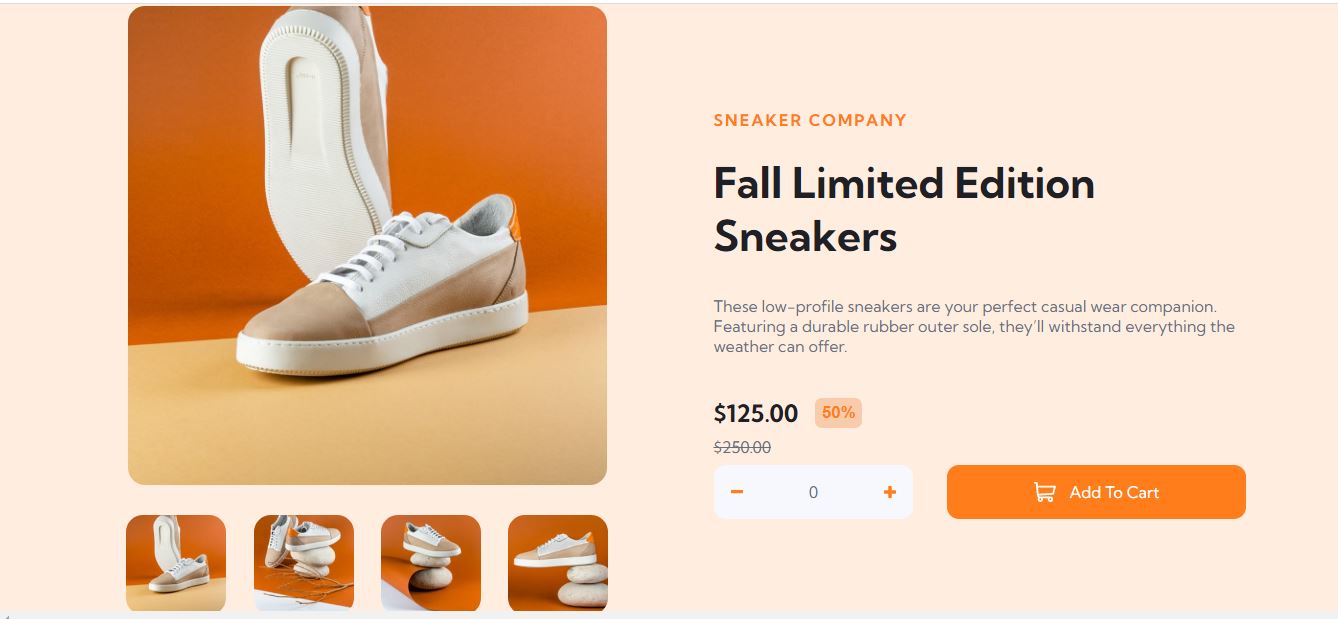 SNEAKER COMPANY
Fall Limited Edition
Sneakers
These low-profile sneakers are your perfect casual wear companion.
Featuring a durable rubber outer sole, they'll withstand everything the
weather can offer.
$125.00 50%
$250.00
0
Add To Cart